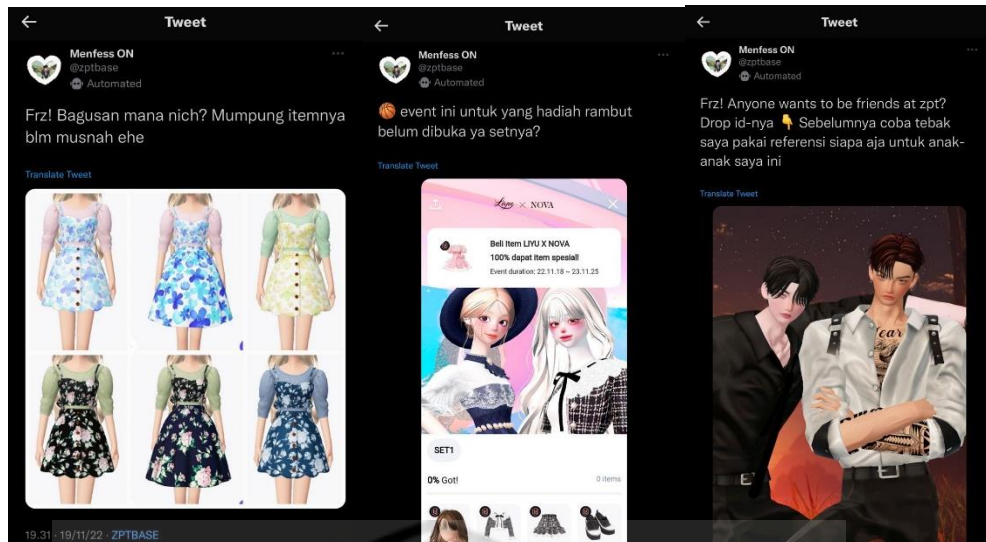 Tweet
Menfess ON
@zptbase
Automated
Frz! Bagusan mana nich? Mumpung itemnya
blm musnah ehe
Translate Tweet
19.31 · 19/11/22 · ZPTBASE
Tweet
Menfess ON
@zptbase
Automated
🏀 event ini untuk yang hadiah rambut
belum dibuka ya setnya?
Translate Tweet
Liyu × NOVA
Beli Item LIYU X NOVA
100% dapat item spesial!
Event duration: 22.11.18 ~ 23.11.25
SET1
0% Got!
0 items
Tweet
Menfess ON
@zptbase
Automated
Frz! Anyone wants to be friends at zpt?
Drop id-nya 👇 Sebelumnya coba tebak
saya pakai referensi siapa aja untuk anak-
anak saya ini
Translate Tweet